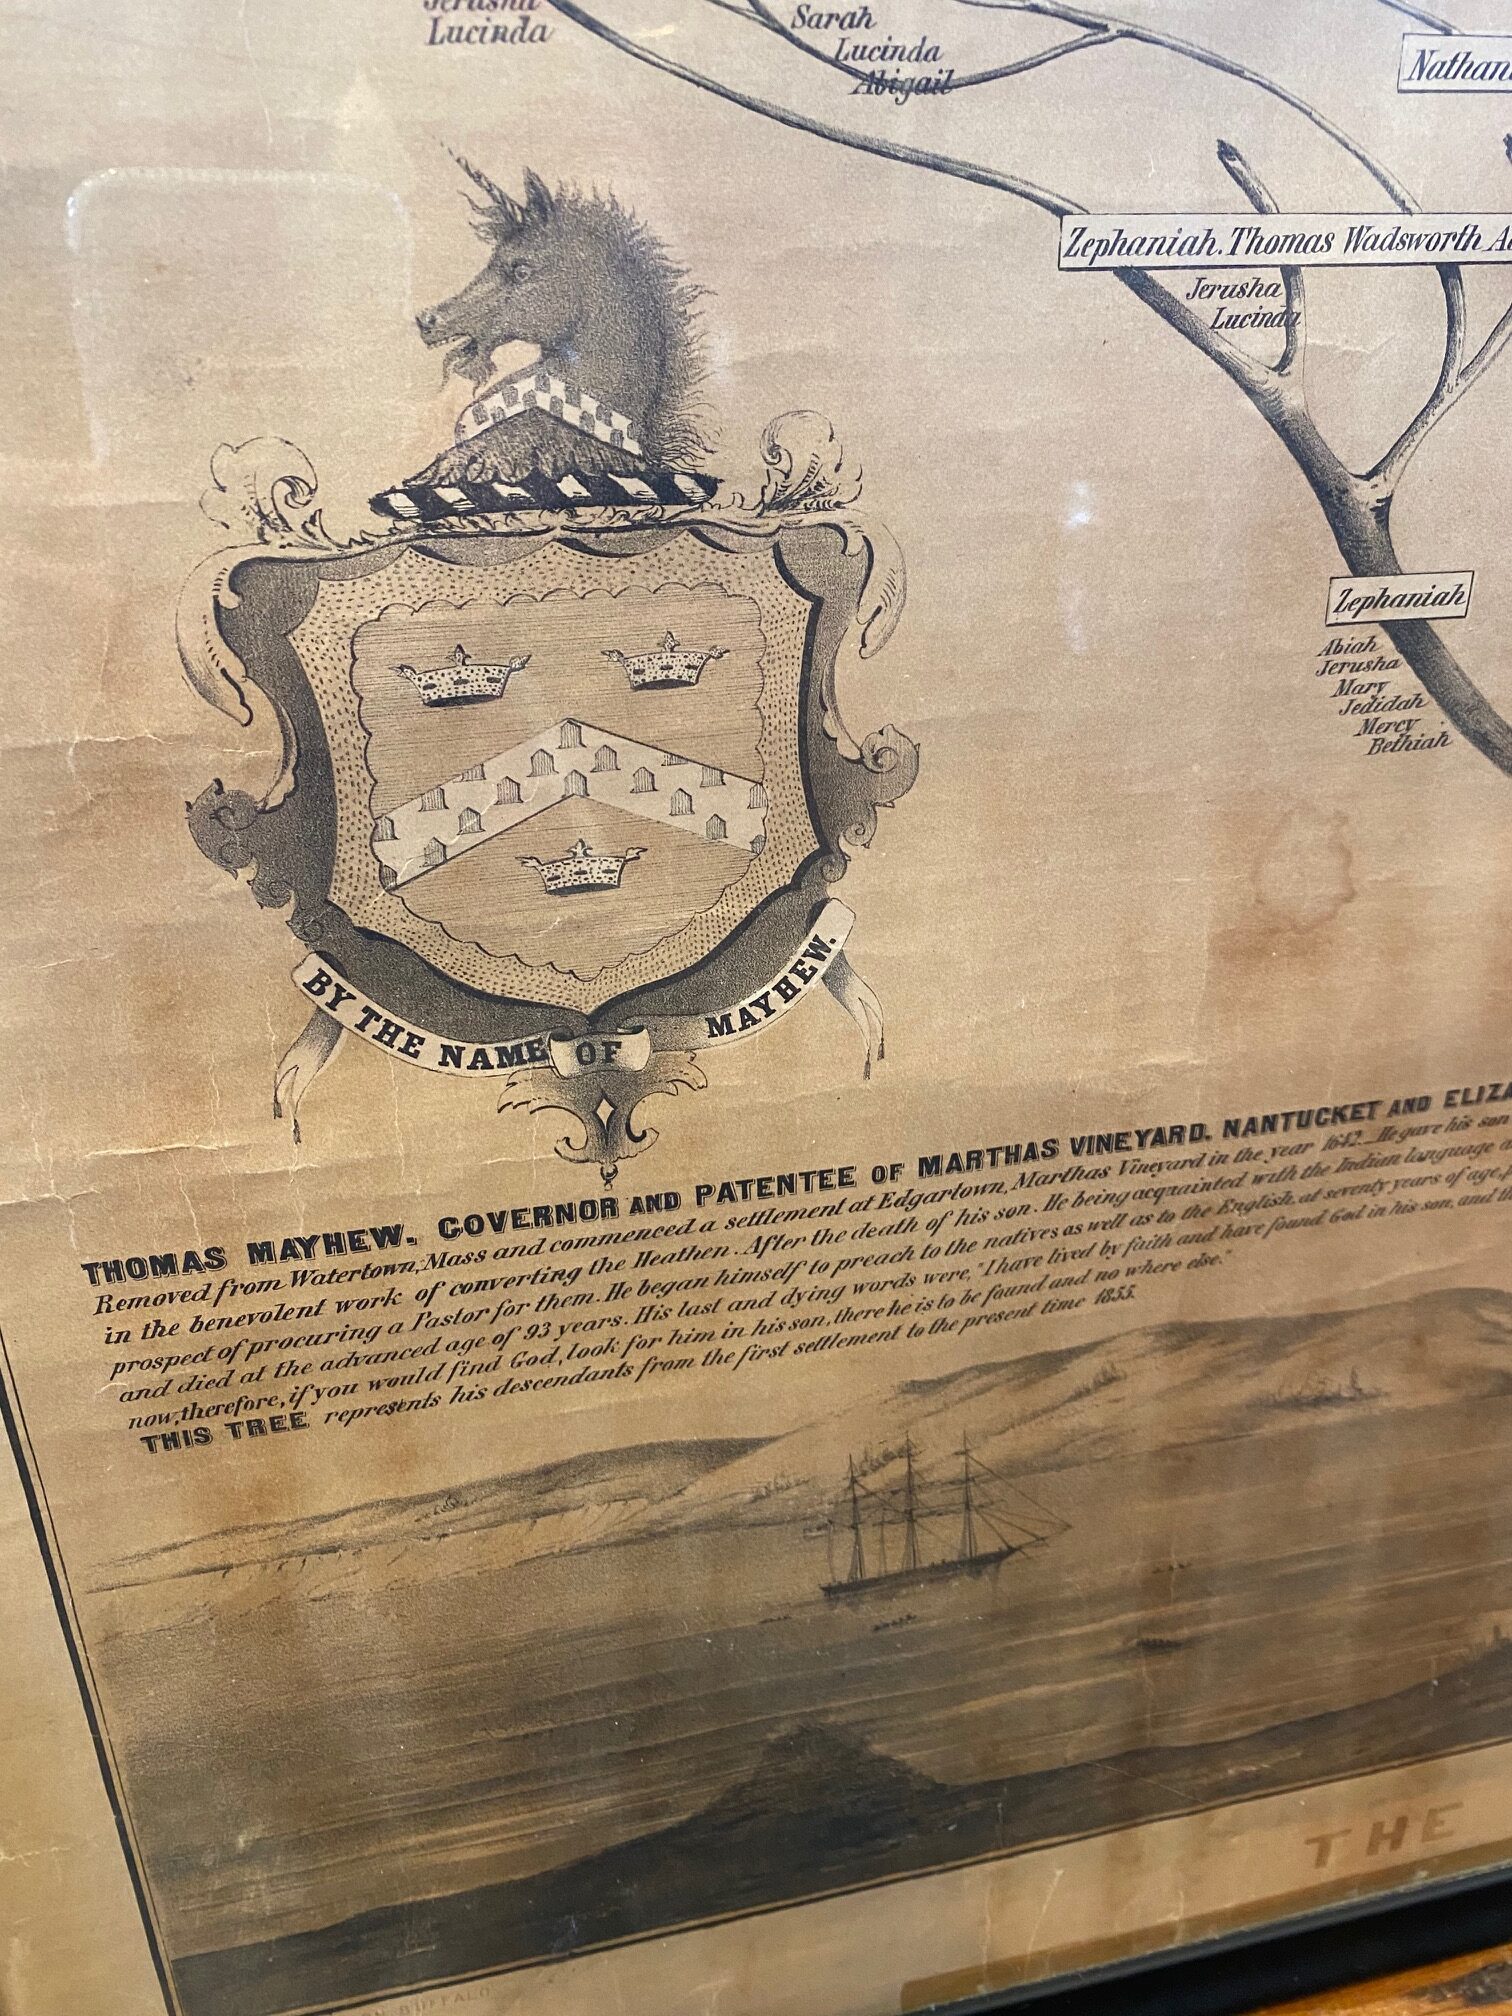 Jerusha
Lucinda
Sarah
Lucinda
Abigail
Zephaniah. Thomas Wadsworth
Jerusha
Lucinda
Zephaniah
Abiah
Jerusha
Mary
Jedidah
Mercy
Bethiah
BY THE NAME OF MAYHEW.
THOMAS MAYHEW. GOVERNOR AND PATENTEE OF MARTHAS VINEYARD. NANTUCKET AND
Removed from Watertown, Mass and commenced a settlement at Edgartown, Marthas Vineyard in the year 1642. He gave his son
in the benevolent work of converting the Heathen. After the death of his son. He being acquainted with the Indian language
prospect of procuring a Pastor for them. He began himself to preach to the natives as well as to the English, at seventy years of age,
and died at the advanced age of 93 years. His last and dying words were, "I have lived by faith and have found God in his son, and
now, therefore, if you would find God, look for him in his son, there he is to be found and no where else."
THIS TREE represents his descendants from the first settlement to the present time 1855.
THE
BUFFALO